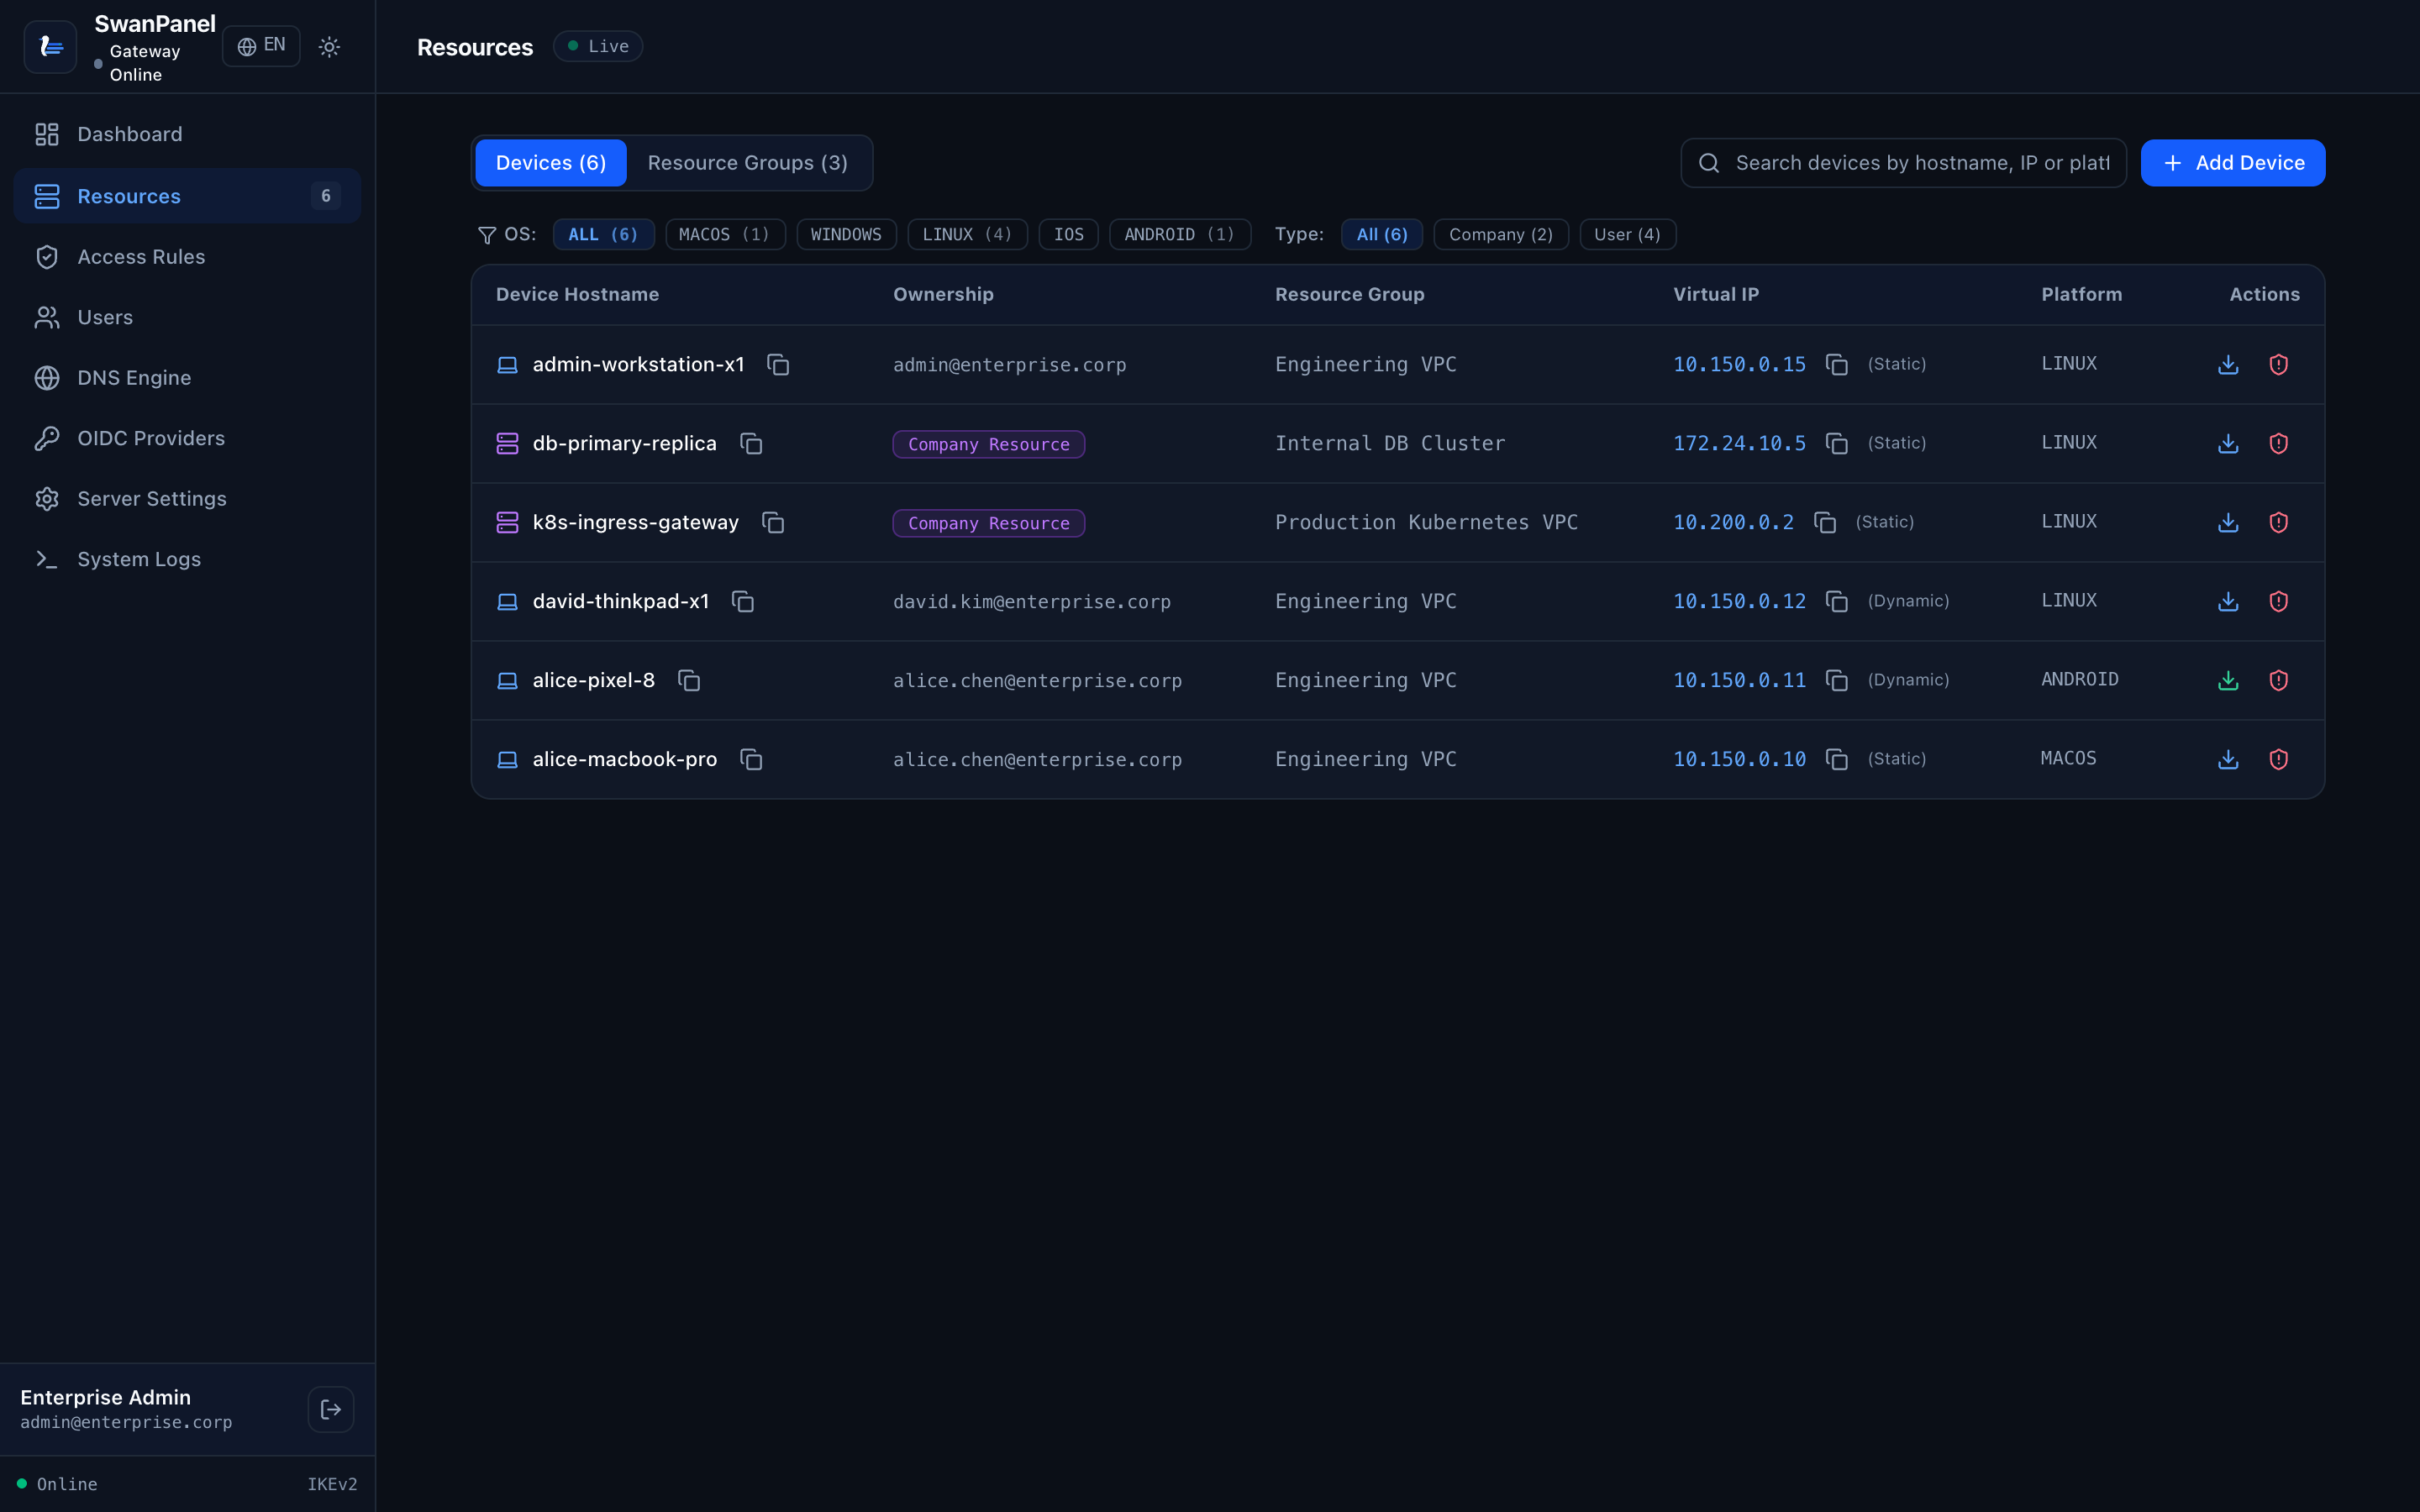 SwanPanel
Gateway
Online
EN
Resources
Live
Dashboard
Resources 6
Access Rules
Users
DNS Engine
OIDC Providers
Server Settings
System Logs
Devices (6) Resource Groups (3)
Search devices by hostname, IP or platf
Add Device
OS: ALL (6) MACOS (1) WINDOWS LINUX (4) IOS ANDROID (1) Type: All (6) Company (2) User (4)
Device Hostname Ownership Resource Group Virtual IP Platform Actions
admin-workstation-x1 admin@enterprise.corp Engineering VPC 10.150.0.15 (Static) LINUX
db-primary-replica Company Resource Internal DB Cluster 172.24.10.5 (Static) LINUX
k8s-ingress-gateway Company Resource Production Kubernetes VPC 10.200.0.2 (Static) LINUX
david-thinkpad-x1 david.kim@enterprise.corp Engineering VPC 10.150.0.12 (Dynamic) LINUX
alice-pixel-8 alice.chen@enterprise.corp Engineering VPC 10.150.0.11 (Dynamic) ANDROID
alice-macbook-pro alice.chen@enterprise.corp Engineering VPC 10.150.0.10 (Static) MACOS
Enterprise Admin
admin@enterprise.corp
Online IKEv2